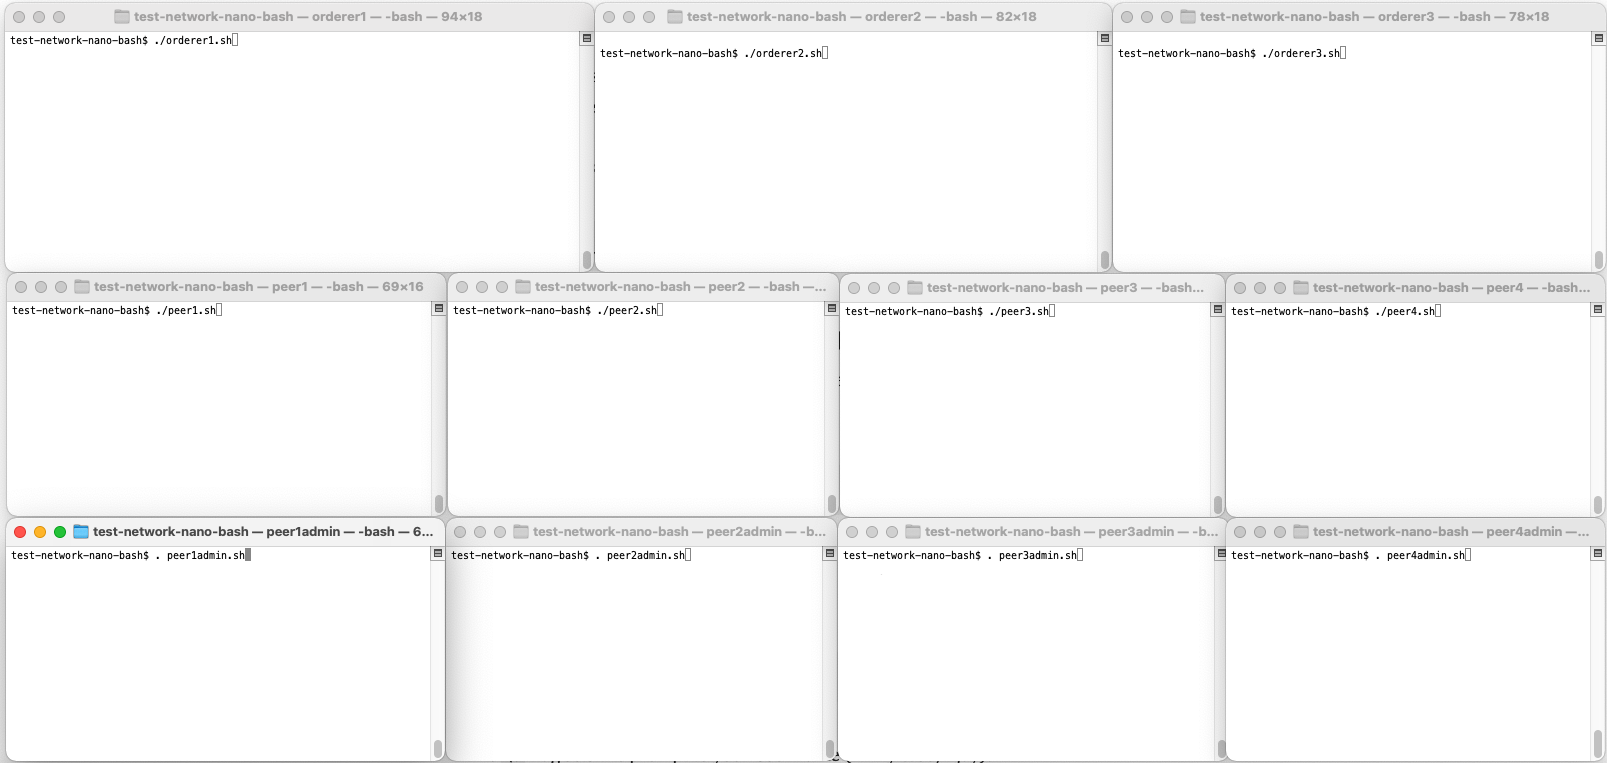 test-network-nano-bash — orderer1 — -bash — 94×18
test-network-nano-bash$ ./orderer1.sh
test-network-nano-bash — orderer2 — -bash — 82×18
test-network-nano-bash$ ./orderer2.sh
test-network-nano-bash — orderer3 — -bash — 78×18
test-network-nano-bash$ ./orderer3.sh
test-network-nano-bash — peer1 — -bash — 69×16
test-network-nano-bash$ ./peer1.sh
test-network-nano-bash — peer2 — -bash —...
test-network-nano-bash$ ./peer2.sh
test-network-nano-bash — peer3 — -bash...
test-network-nano-bash$ ./peer3.sh
test-network-nano-bash — peer4 — -bash...
test-network-nano-bash$ ./peer4.sh
test-network-nano-bash — peer1admin — -bash — 6...
test-network-nano-bash$ . peer1admin.sh
test-network-nano-bash — peer2admin — -b...
test-network-nano-bash$ . peer2admin.sh
test-network-nano-bash — peer3admin — -b...
test-network-nano-bash$ . peer3admin.sh
test-network-nano-bash — peer4admin —...
test-network-nano-bash$ . peer4admin.sh